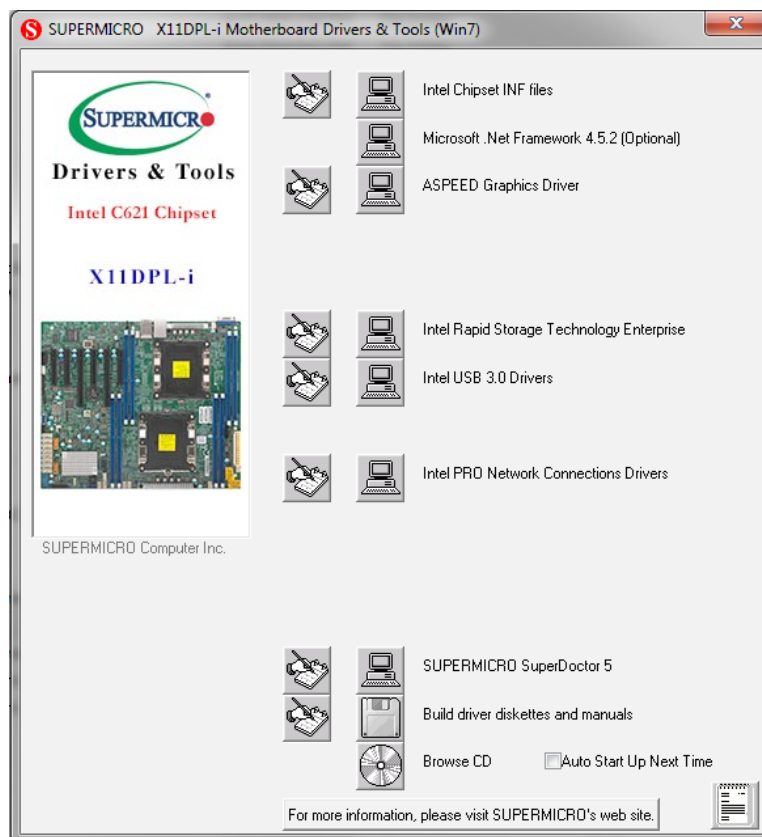 SUPERMICRO X11DPL-i Motherboard Drivers & Tools (Win7)
SUPERMICRO
Drivers & Tools
Intel C621 Chipset
X11DPL-i
SUPERMICRO Computer Inc.
Intel Chipset INF files
Microsoft .Net Framework 4.5.2 (Optional)
ASPEED Graphics Driver
Intel Rapid Storage Technology Enterprise
Intel USB 3.0 Drivers
Intel PRO Network Connections Drivers
SUPERMICRO SuperDoctor 5
Build driver diskettes and manuals
Browse CD
Auto Start Up Next Time
For more information, please visit SUPERMICRO's web site.